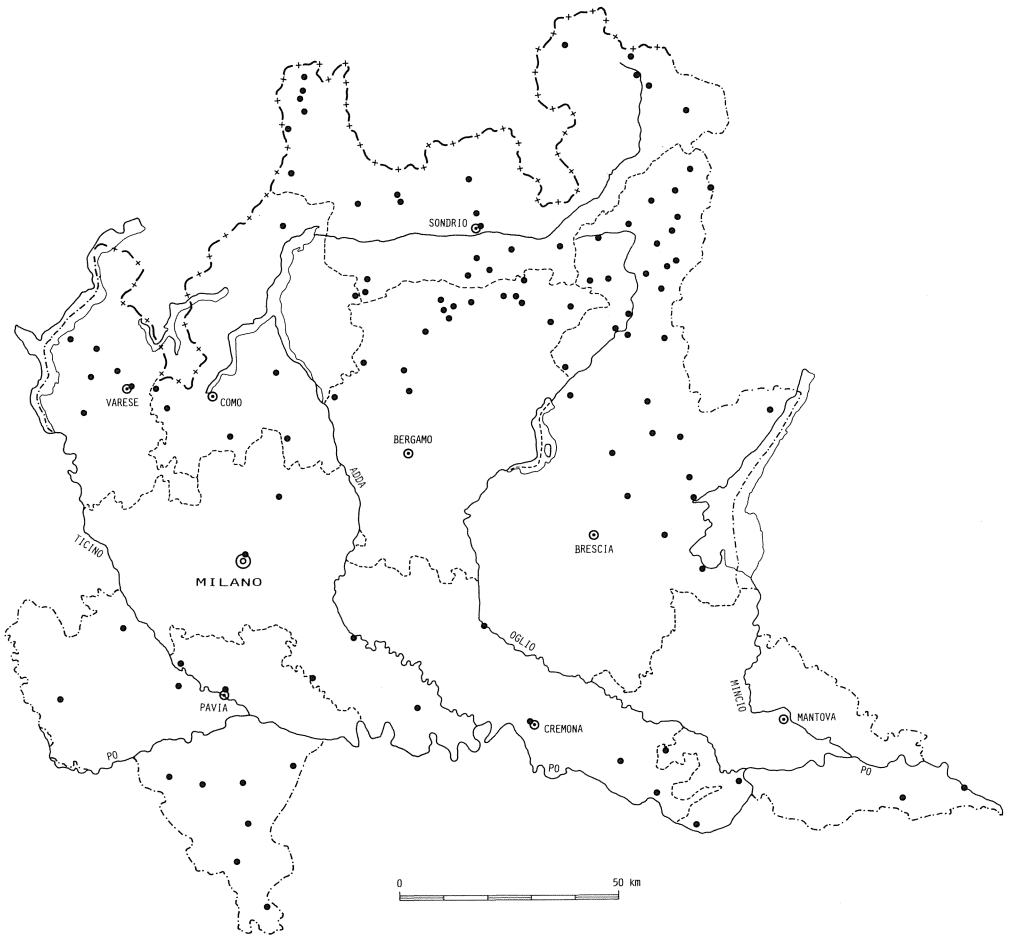 SONDRIO
VARESE
COMO
BERGAMO
ADDA
BRESCIA
TICINO
MILANO
OGLIO
MINCIO
PAVIA
CREMONA
MANTOVA
PO
PO
PO
0 50 km